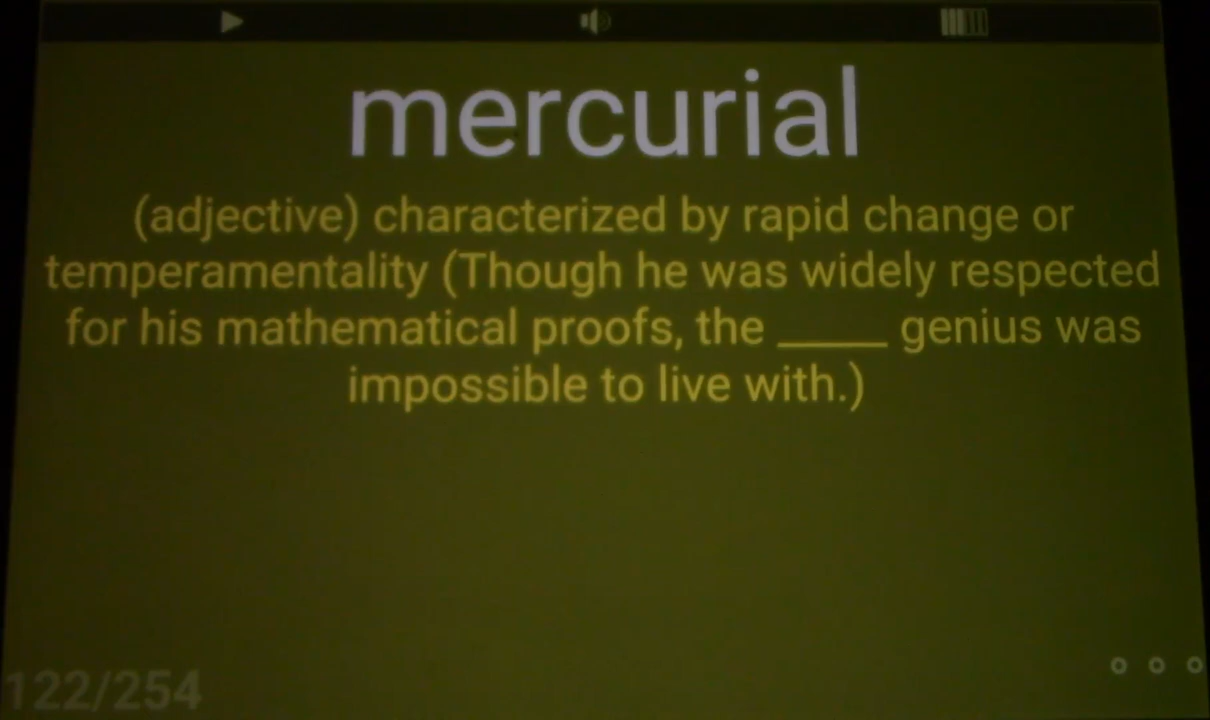 mercurial
(adjective) characterized by rapid change or
temperamentality (Though he was widely respected
for his mathematical proofs, the _____ genius was
impossible to live with.)
122/254